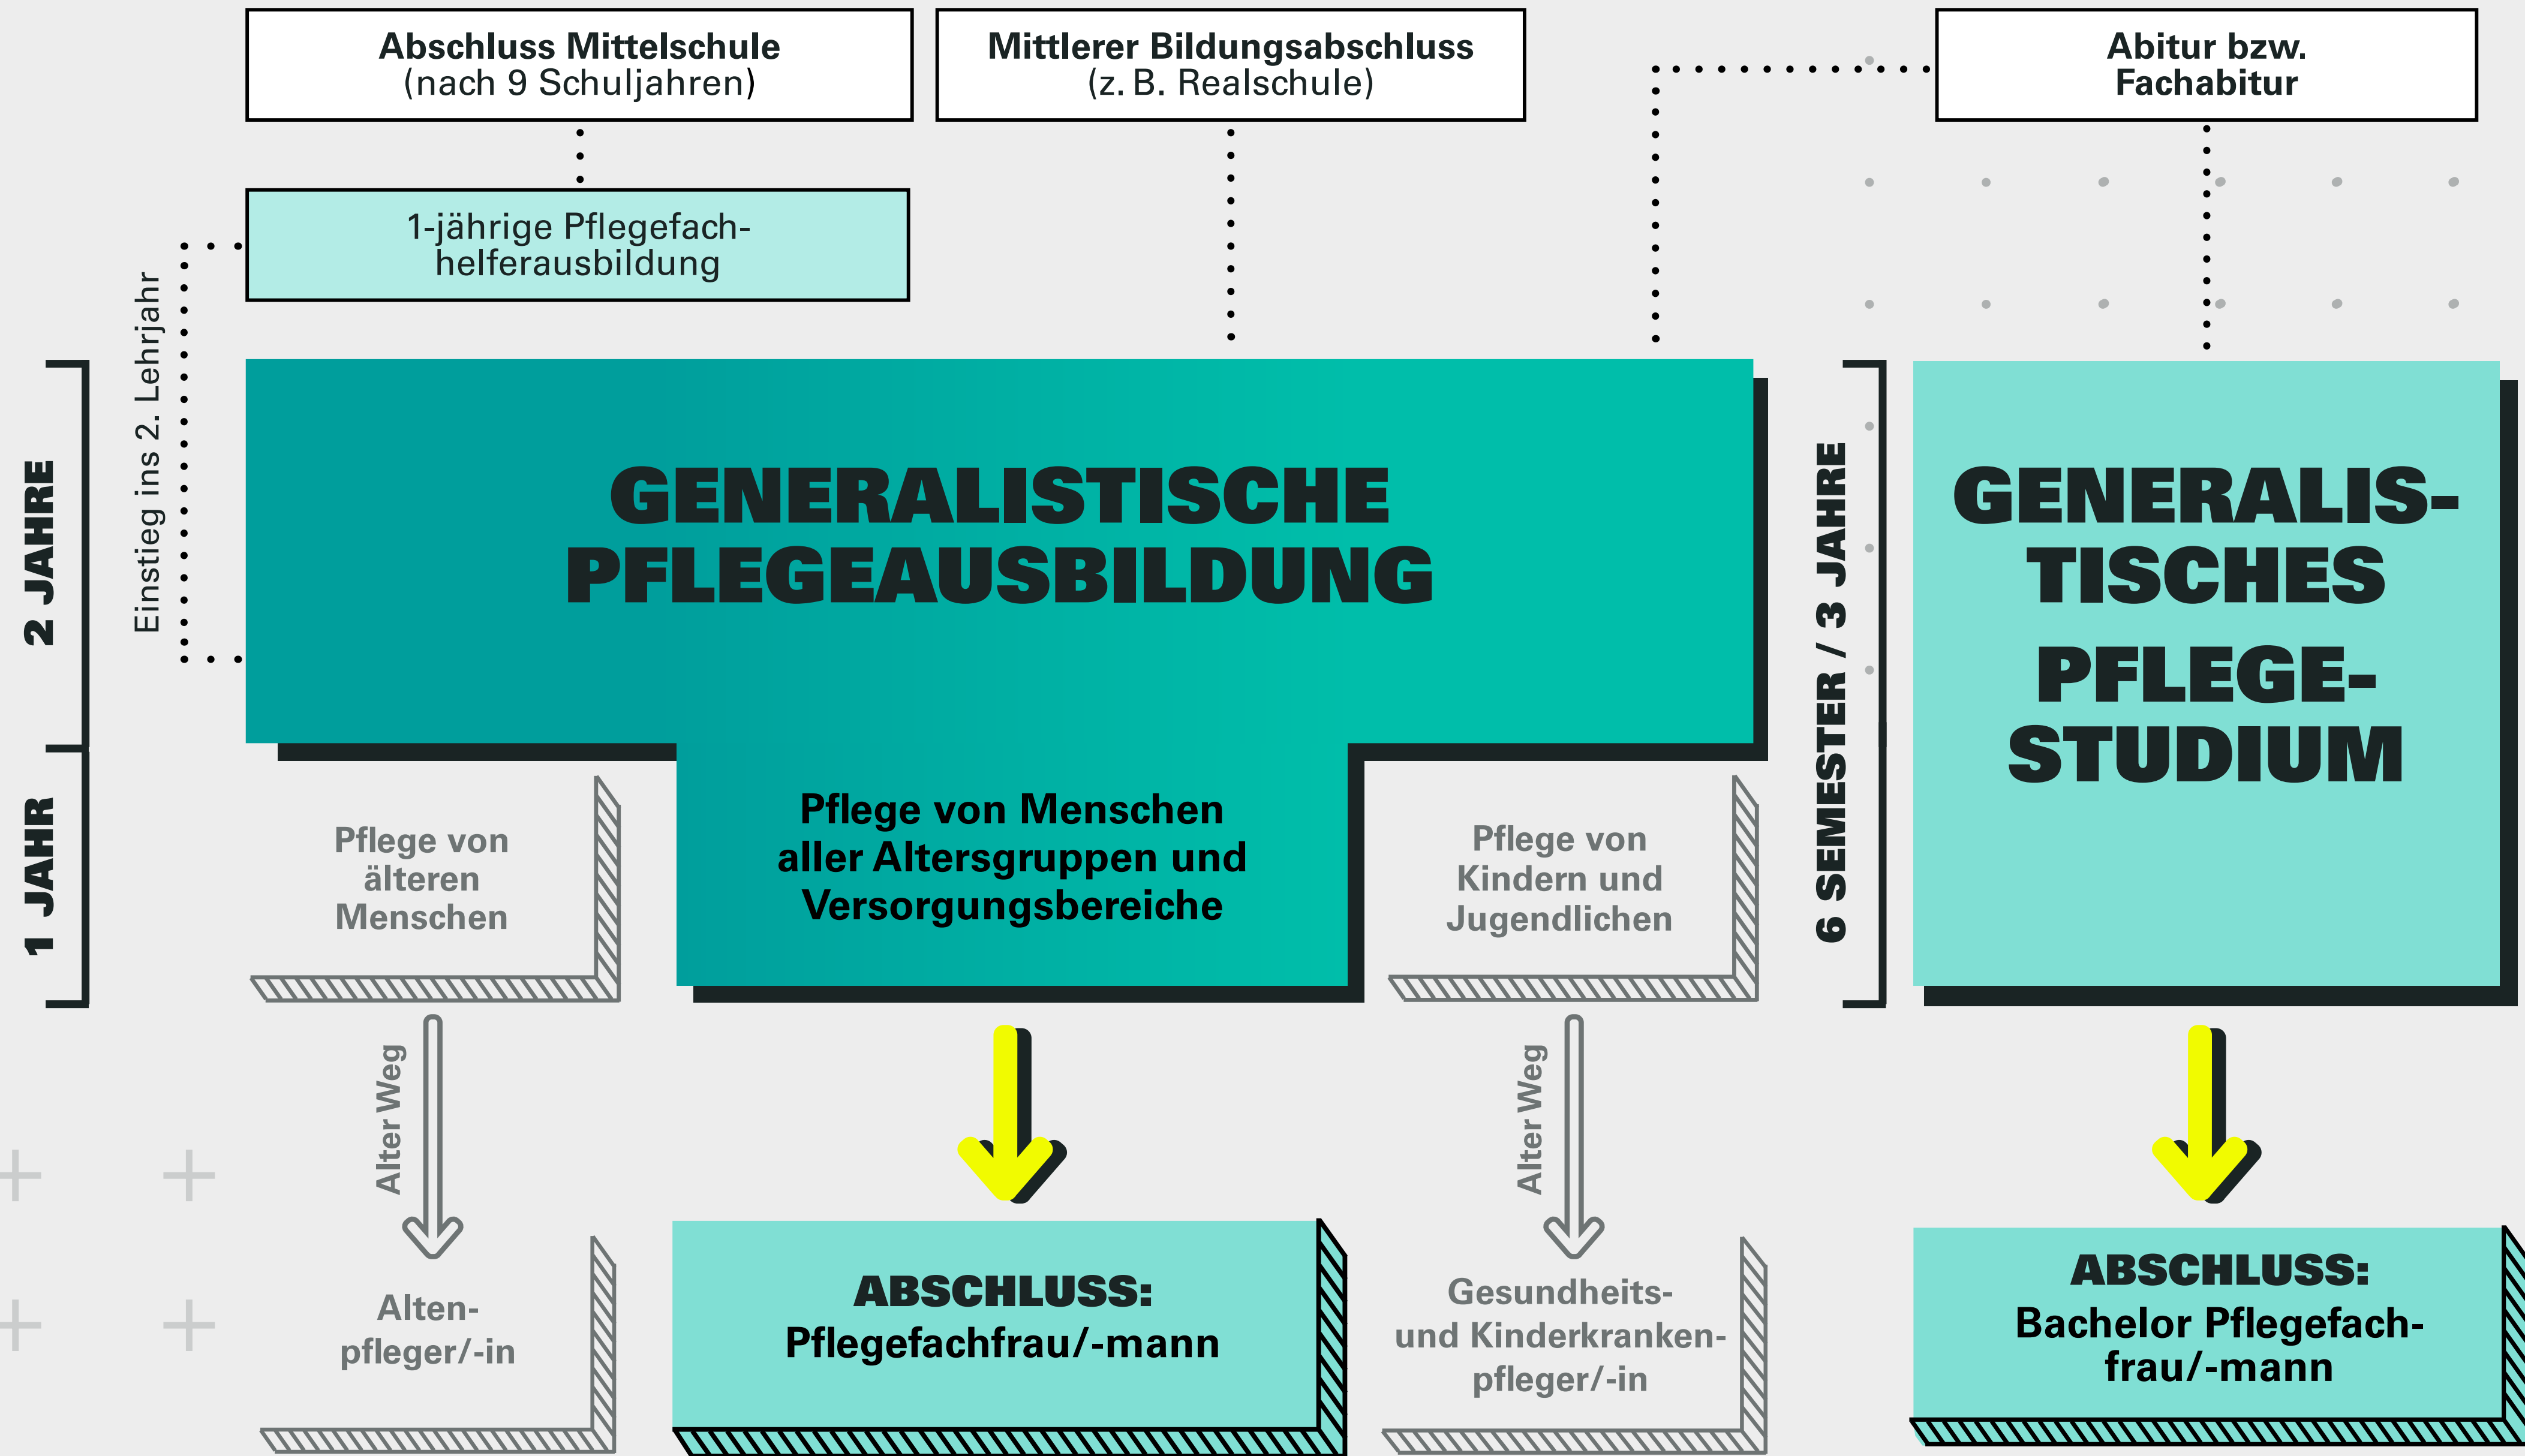 Abschluss Mittelschule
(nach 9 Schuljahren)
Mittlerer Bildungsabschluss
(z. B. Realschule)
Abitur bzw.
Fachabitur
1-jährige Pflegefach-
helferausbildung
Einstieg ins 2. Lehrjahr
2 JAHRE
1 JAHR
GENERALISTISCHE
PFLEGEAUSBILDUNG
6 SEMESTER / 3 JAHRE
GENERALIS-
TISCHES
PFLEGE-
STUDIUM
Pflege von
älteren
Menschen
Pflege von Menschen
aller Altersgruppen und
Versorgungsbereiche
Pflege von
Kindern und
Jugendlichen
Alter Weg
Alter Weg
Alten-
pfleger/-in
ABSCHLUSS:
Pflegefachfrau/-mann
Gesundheits-
und Kinderkranken-
pfleger/-in
ABSCHLUSS:
Bachelor Pflegefach-
frau/-mann